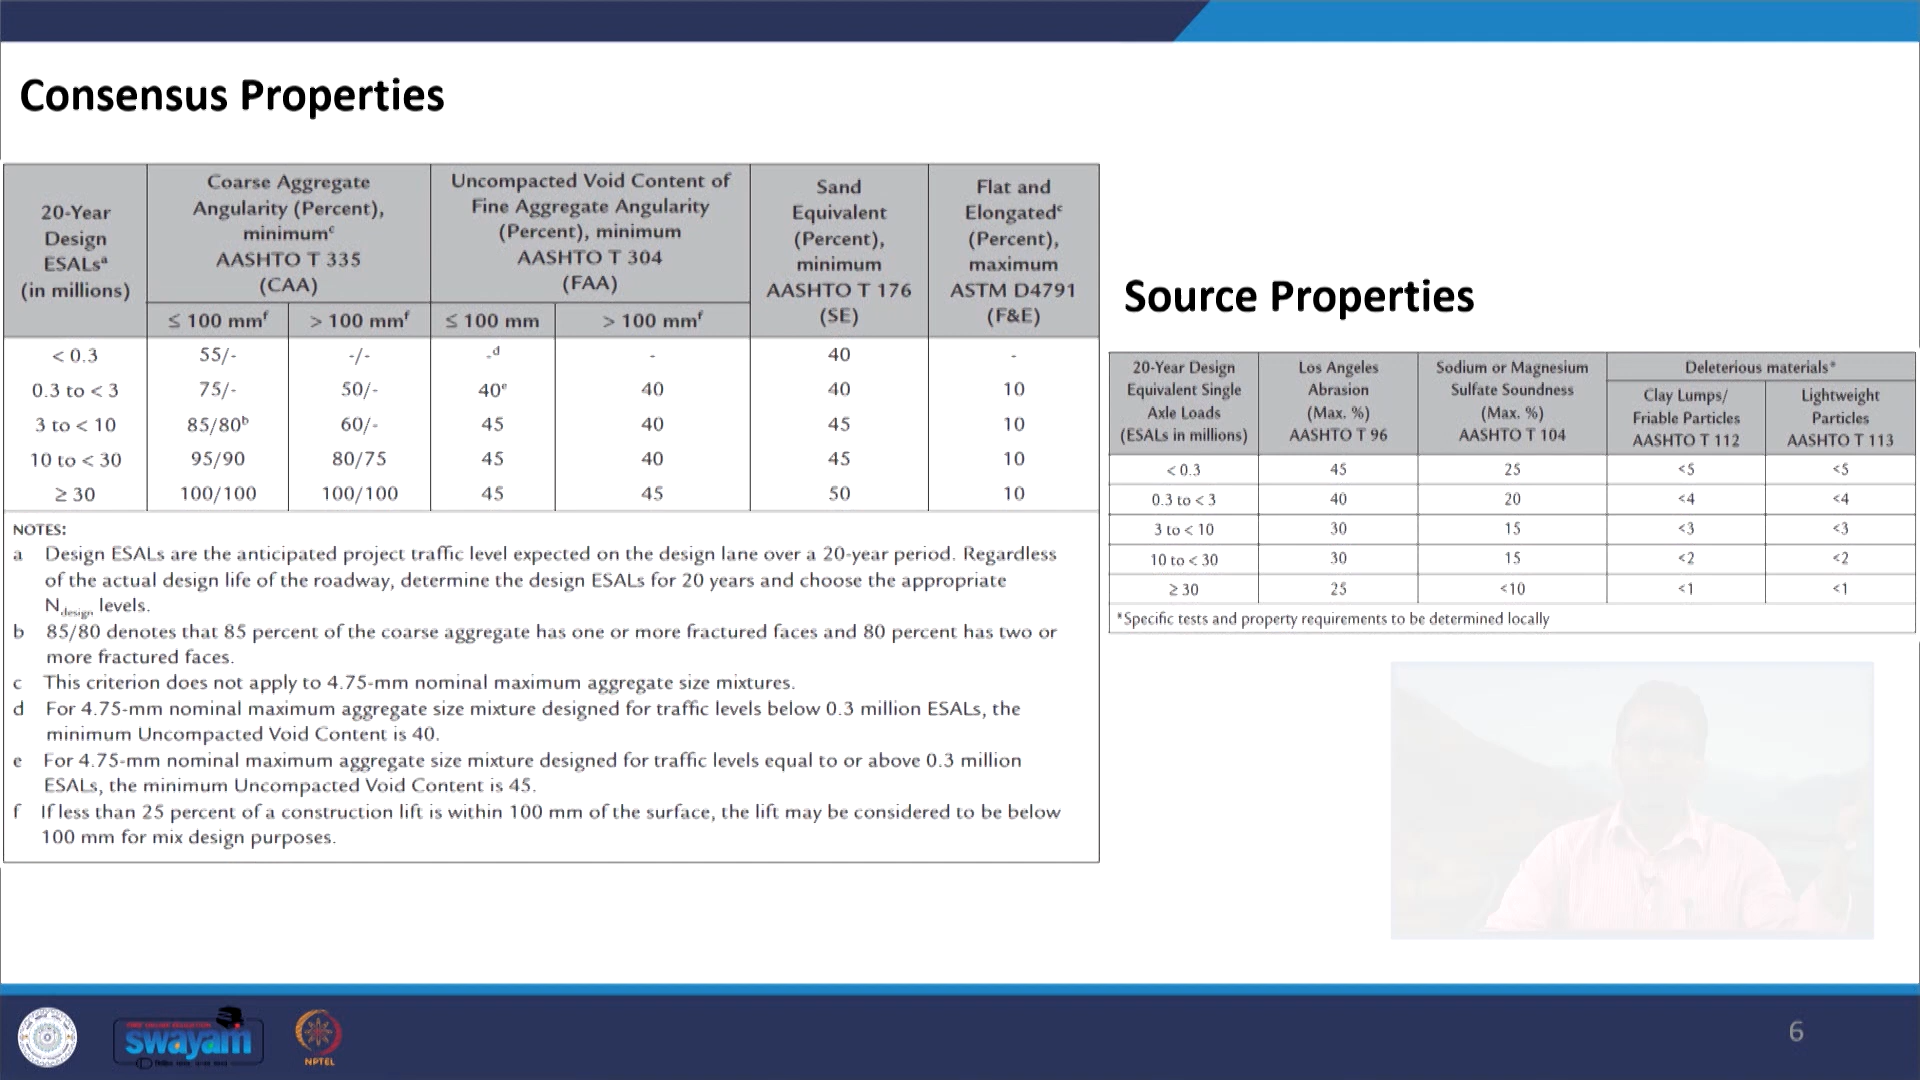 Consensus Properties
20-Year Design ESALsª (in millions)
Coarse Aggregate Angularity (Percent), minimumᶜ AASHTO T 335 (CAA)
Uncompacted Void Content of Fine Aggregate Angularity (Percent), minimum AASHTO T 304 (FAA)
Sand Equivalent (Percent), minimum AASHTO T 176 (SE)
Flat and Elongatedᶜ (Percent), maximum ASTM D4791 (F&E)
≤ 100 mmᶠ > 100 mmᶠ ≤ 100 mm > 100 mmᶠ
< 0.3 55/- -/- -ᵈ - 40 -
0.3 to < 3 75/- 50/- 40ᵉ 40 40 10
3 to < 10 85/80ᵇ 60/- 45 40 45 10
10 to < 30 95/90 80/75 45 40 45 10
≥ 30 100/100 100/100 45 45 50 10
NOTES:
a Design ESALs are the anticipated project traffic level expected on the design lane over a 20-year period. Regardless
of the actual design life of the roadway, determine the design ESALs for 20 years and choose the appropriate
Ndesign levels.
b 85/80 denotes that 85 percent of the coarse aggregate has one or more fractured faces and 80 percent has two or
more fractured faces.
c This criterion does not apply to 4.75-mm nominal maximum aggregate size mixtures.
d For 4.75-mm nominal maximum aggregate size mixture designed for traffic levels below 0.3 million ESALs, the
minimum Uncompacted Void Content is 40.
e For 4.75-mm nominal maximum aggregate size mixture designed for traffic levels equal to or above 0.3 million
ESALs, the minimum Uncompacted Void Content is 45.
f If less than 25 percent of a construction lift is within 100 mm of the surface, the lift may be considered to be below
100 mm for mix design purposes.
Source Properties
20-Year Design Equivalent Single Axle Loads (ESALs in millions)
Los Angeles Abrasion (Max. %) AASHTO T 96
Sodium or Magnesium Sulfate Soundness (Max. %) AASHTO T 104
Deleterious materials*
Clay Lumps/ Friable Particles AASHTO T 112
Lightweight Particles AASHTO T 113
< 0.3 45 25 <5 <5
0.3 to < 3 40 20 <4 <4
3 to < 10 30 15 <3 <3
10 to < 30 30 15 <2 <2
≥ 30 25 <10 <1 <1
*Specific tests and property requirements to be determined locally
swayam
NPTEL
6